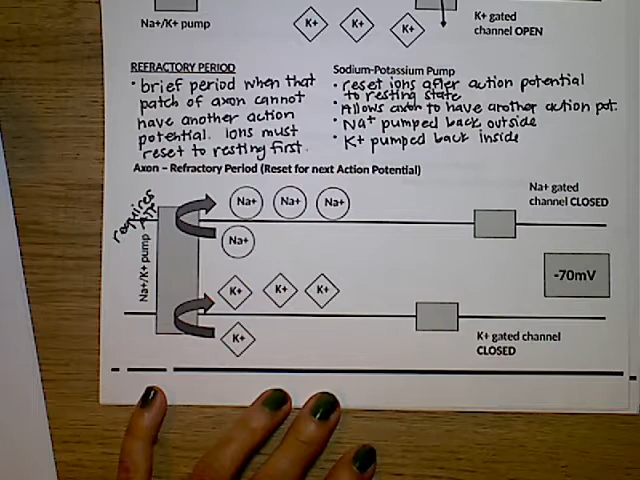 Na+/K+ pump
K+
K+
K+
K+ gated
channel OPEN
REFRACTORY PERIOD
• brief period when that
patch of axon cannot
have another action
potential. Ions must
reset to resting first.
Sodium-Potassium Pump
• reset ions after action potential
to resting state
• Allows axon to have another action pot.
• Na+ pumped back outside
• K+ pumped back inside
Axon – Refractory Period (Reset for next Action Potential)
requires
ATP
Na+/K+ pump
Na+
Na+
Na+
Na+
Na+ gated
channel CLOSED
-70mV
K+
K+
K+
K+
K+ gated channel
CLOSED